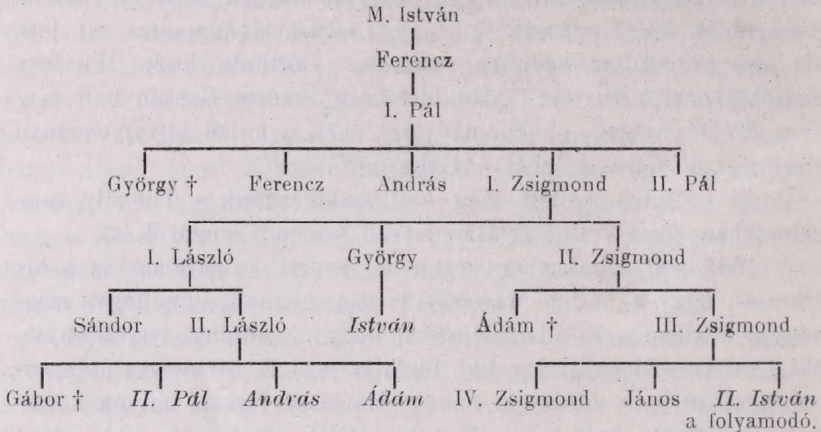 M. István
Ferencz
I. Pál
György † Ferencz András I. Zsigmond II. Pál
I. László György II. Zsigmond
Sándor II. László István Ádám † III. Zsigmond
Gábor † II. Pál András Ádám IV. Zsigmond János II. István
a folyamodó.